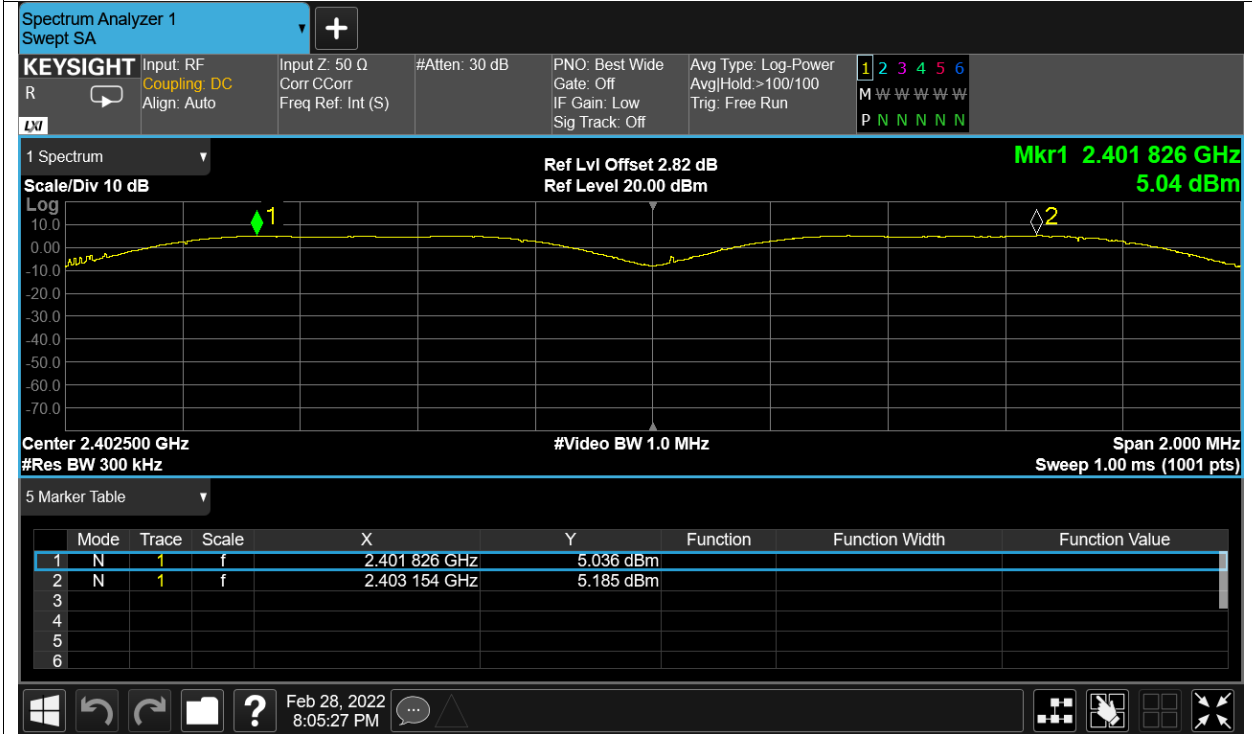 Spectrum Analyzer 1
Swept SA
+
KEYSIGHT
R
LXI
Input: RF
Coupling: DC
Align: Auto
Input Z: 50 Ω
Corr CCorr
Freq Ref: Int (S)
#Atten: 30 dB
PNO: Best Wide
Gate: Off
IF Gain: Low
Sig Track: Off
Avg Type: Log-Power
Avg|Hold:>100/100
Trig: Free Run
1 2 3 4 5 6
M W W W W W
P N N N N N
1 Spectrum
Scale/Div 10 dB
Ref Lvl Offset 2.82 dB
Ref Level 20.00 dBm
Mkr1 2.401 826 GHz
5.04 dBm
Log
10.0
0.00
-10.0
-20.0
-30.0
-40.0
-50.0
-60.0
-70.0
1
2
Center 2.402500 GHz
#Res BW 300 kHz
#Video BW 1.0 MHz
Span 2.000 MHz
Sweep 1.00 ms (1001 pts)
5 Marker Table
Mode Trace Scale X Y Function Function Width Function Value
1 N 1 f 2.401 826 GHz 5.036 dBm
2 N 1 f 2.403 154 GHz 5.185 dBm
3
4
5
6
?
Feb 28, 2022
8:05:27 PM